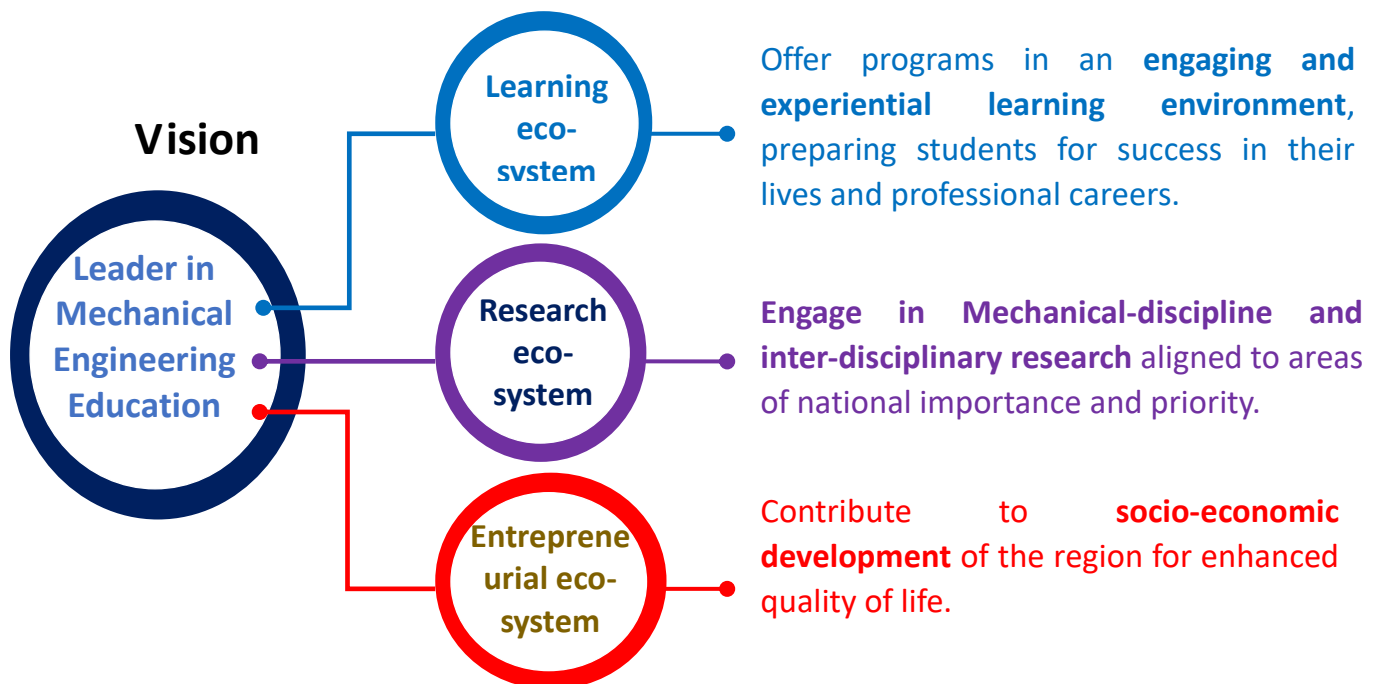 Vision
Leader in
Mechanical
Engineering
Education
Learning
eco-
system
Offer programs in an engaging and
experiential learning environment,
preparing students for success in their
lives and professional careers.
Research
eco-
system
Engage in Mechanical-discipline and
inter-disciplinary research aligned to areas
of national importance and priority.
Entreprene
urial eco-
system
Contribute to socio-economic
development of the region for enhanced
quality of life.